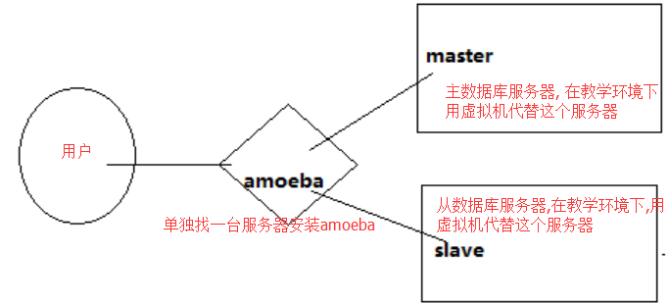 master
主数据库服务器, 在教学环境下
用虚拟机代替这个服务器
用户
amoeba
单独找一台服务器安装amoeba
从数据库服务器,在教学环境下,用
虚拟机代替这个服务器
slave